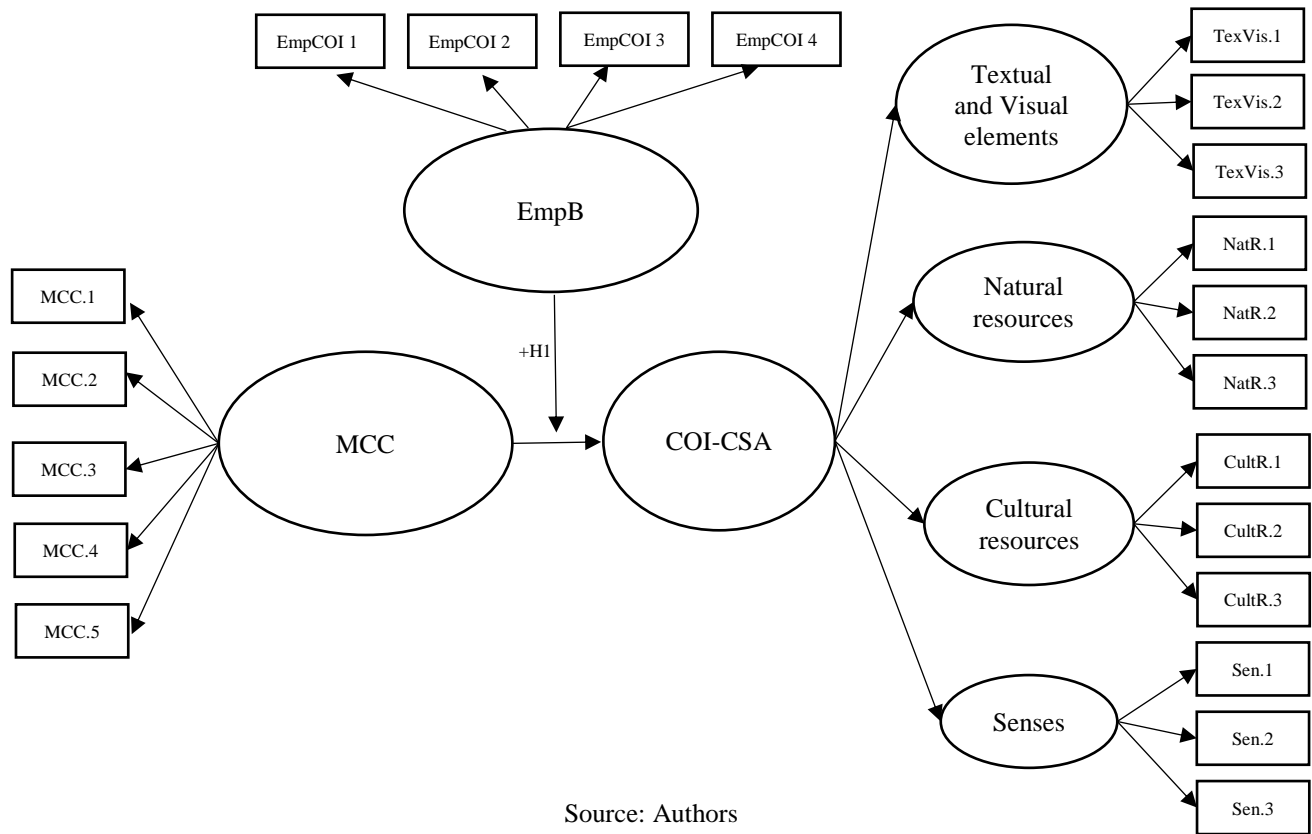 EmpCOI 1
EmpCOI 2
EmpCOI 3
EmpCOI 4
EmpB
+H1
MCC.1
MCC.2
MCC.3
MCC.4
MCC.5
MCC
COI-CSA
Textual
and Visual
elements
TexVis.1
TexVis.2
TexVis.3
Natural
resources
NatR.1
NatR.2
NatR.3
Cultural
resources
CultR.1
CultR.2
CultR.3
Senses
Sen.1
Sen.2
Sen.3
Source: Authors